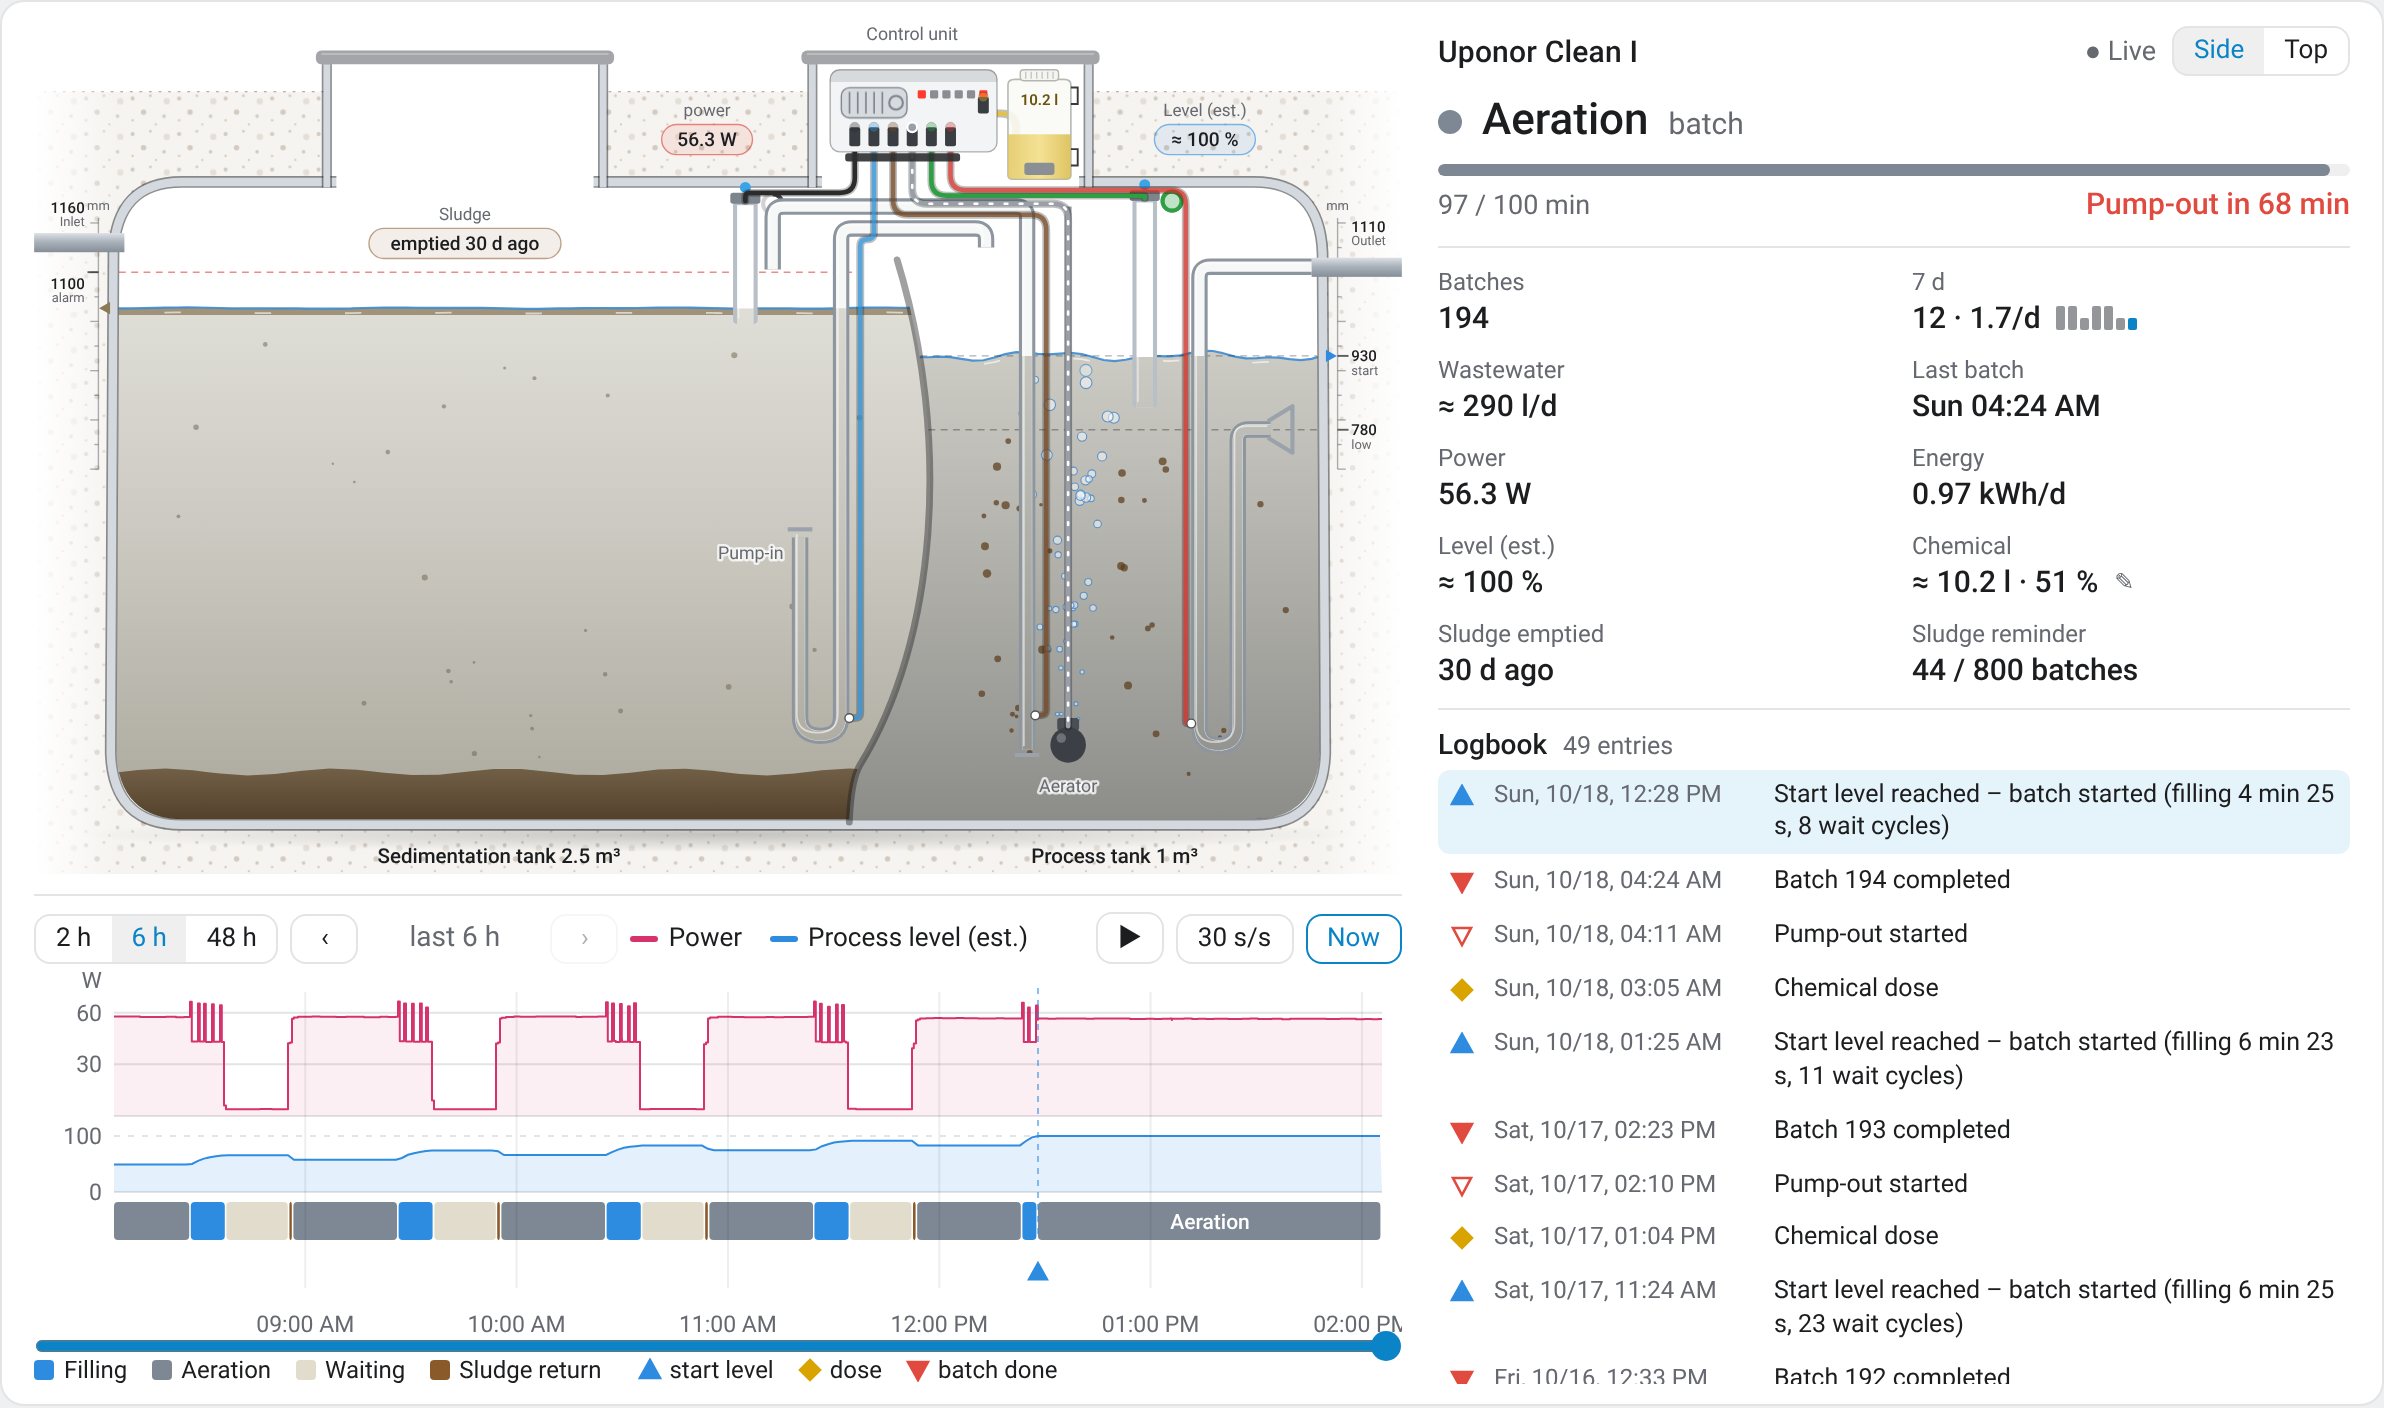 Control unit
power
56.3 W
10.2 l
Level (est.)
≈ 100 %
1160 mm
Inlet
Sludge
emptied 30 d ago
1100
alarm
mm
1110
Outlet
930
start
780
low
Pump-in
Aerator
Sedimentation tank 2.5 m³
Process tank 1 m³
2 h
6 h
48 h
‹
last 6 h
›
Power
Process level (est.)
▶
30 s/s
Now
W
60
30
100
0
Aeration
09:00 AM
10:00 AM
11:00 AM
12:00 PM
01:00 PM
02:00 PM
Filling
Aeration
Waiting
Sludge return
start level
dose
batch done
Uponor Clean I
Live
Side
Top
Aeration batch
97 / 100 min
Pump-out in 68 min
Batches
194
7 d
12 · 1.7/d
Wastewater
≈ 290 l/d
Last batch
Sun 04:24 AM
Power
56.3 W
Energy
0.97 kWh/d
Level (est.)
≈ 100 %
Chemical
≈ 10.2 l · 51 % ✎
Sludge emptied
30 d ago
Sludge reminder
44 / 800 batches
Logbook 49 entries
Sun, 10/18, 12:28 PM Start level reached – batch started (filling 4 min 25
s, 8 wait cycles)
Sun, 10/18, 04:24 AM Batch 194 completed
Sun, 10/18, 04:11 AM Pump-out started
Sun, 10/18, 03:05 AM Chemical dose
Sun, 10/18, 01:25 AM Start level reached – batch started (filling 6 min 23
s, 11 wait cycles)
Sat, 10/17, 02:23 PM Batch 193 completed
Sat, 10/17, 02:10 PM Pump-out started
Sat, 10/17, 01:04 PM Chemical dose
Sat, 10/17, 11:24 AM Start level reached – batch started (filling 6 min 25
s, 23 wait cycles)
Fri, 10/16, 12:33 PM Batch 192 completed